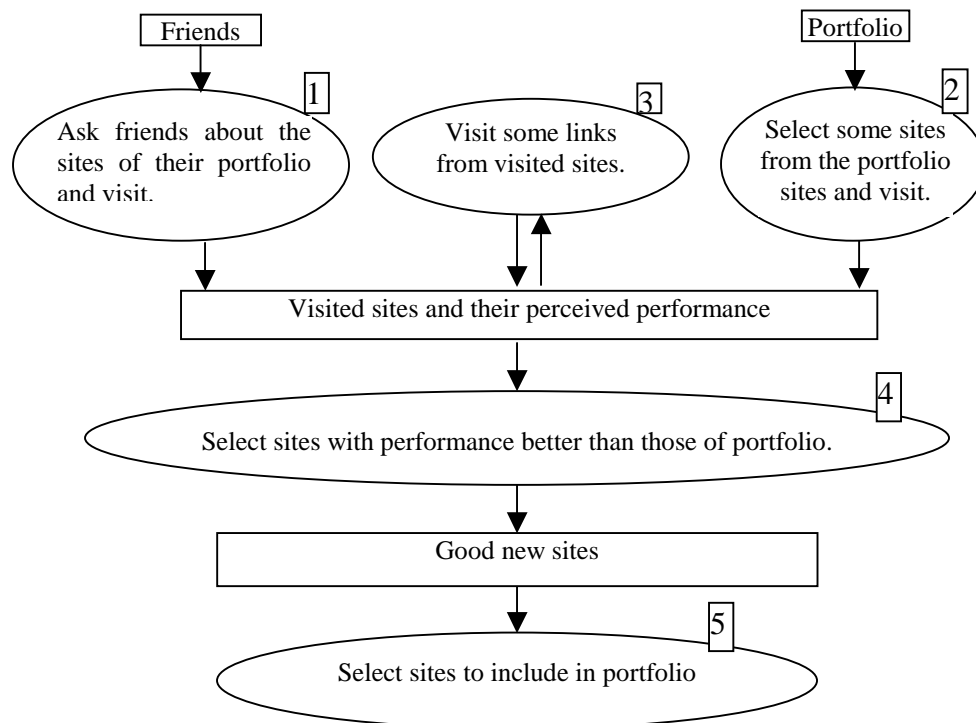 Friends
Portfolio
1
3
2
Ask friends about the
sites of their portfolio
and visit.
Visit some links
from visited sites.
Select some sites
from the portfolio
sites and visit.
Visited sites and their perceived performance
4
Select sites with performance better than those of portfolio.
Good new sites
5
Select sites to include in portfolio